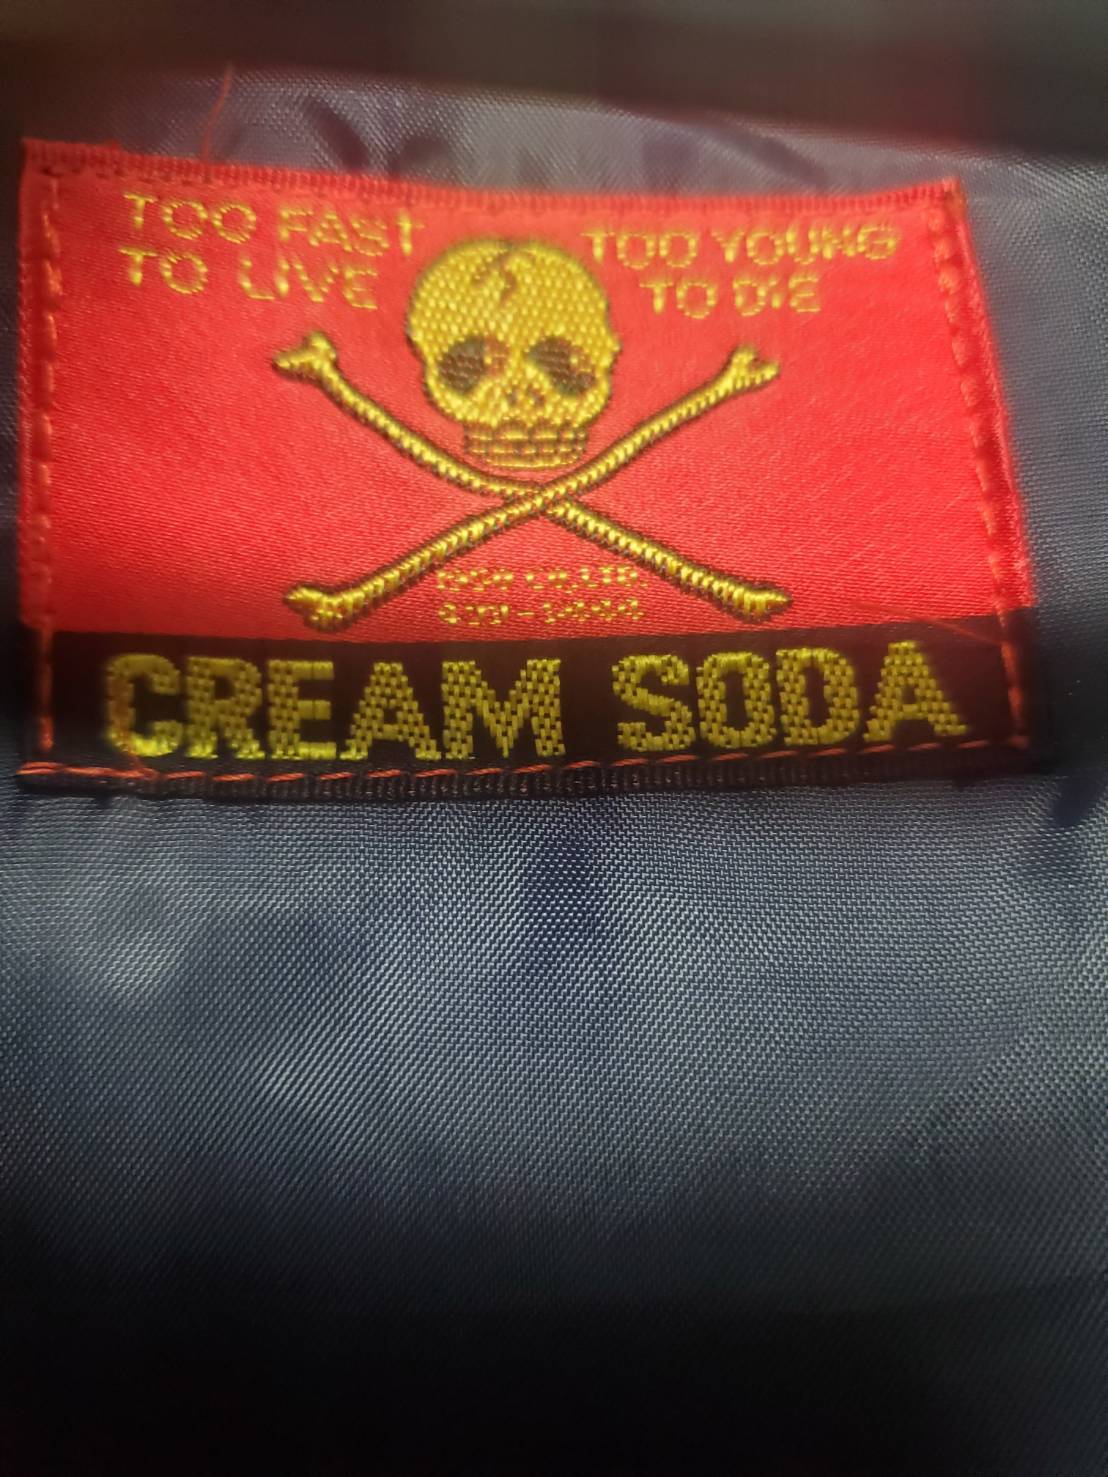 TOO FAST
TO LIVE
TOO YOUNG
TO DIE
CREAM SODA